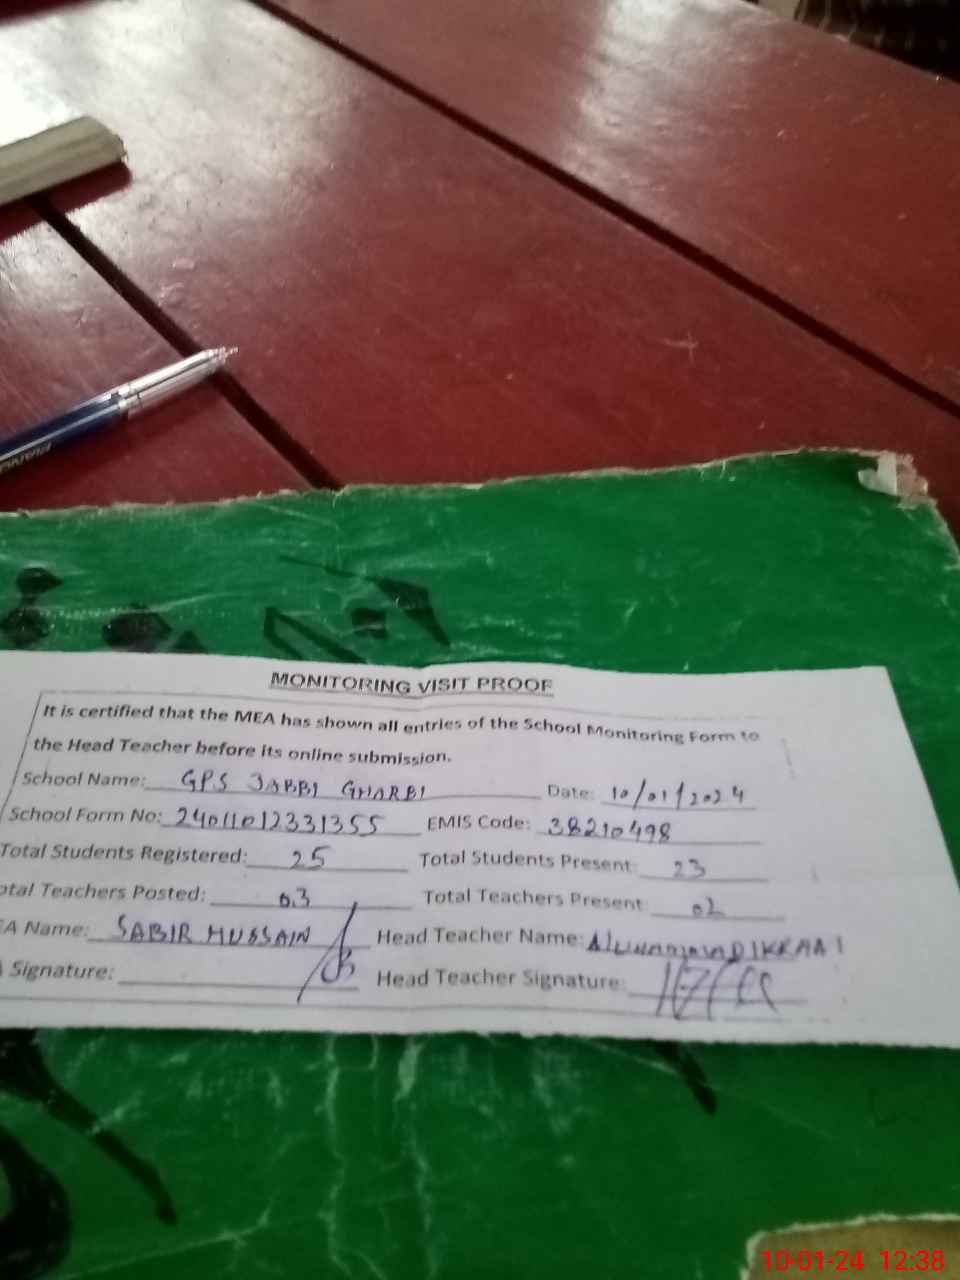 MONITORING VISIT PROOF
It is certified that the MEA has shown all entries of the School Monitoring Form to
the Head Teacher before its online submission.
School Name: GPS JABBI GHARBI Date: 10/01/2024
School Form No: 24011012331355 EMIS Code: 38210498
Total Students Registered: 25 Total Students Present: 23
otal Teachers Posted: 03 Total Teachers Present 02
EA Name: SABIR HUSSAIN Head Teacher Name:
Signature: Head Teacher Signature:
10-01-24 12:38